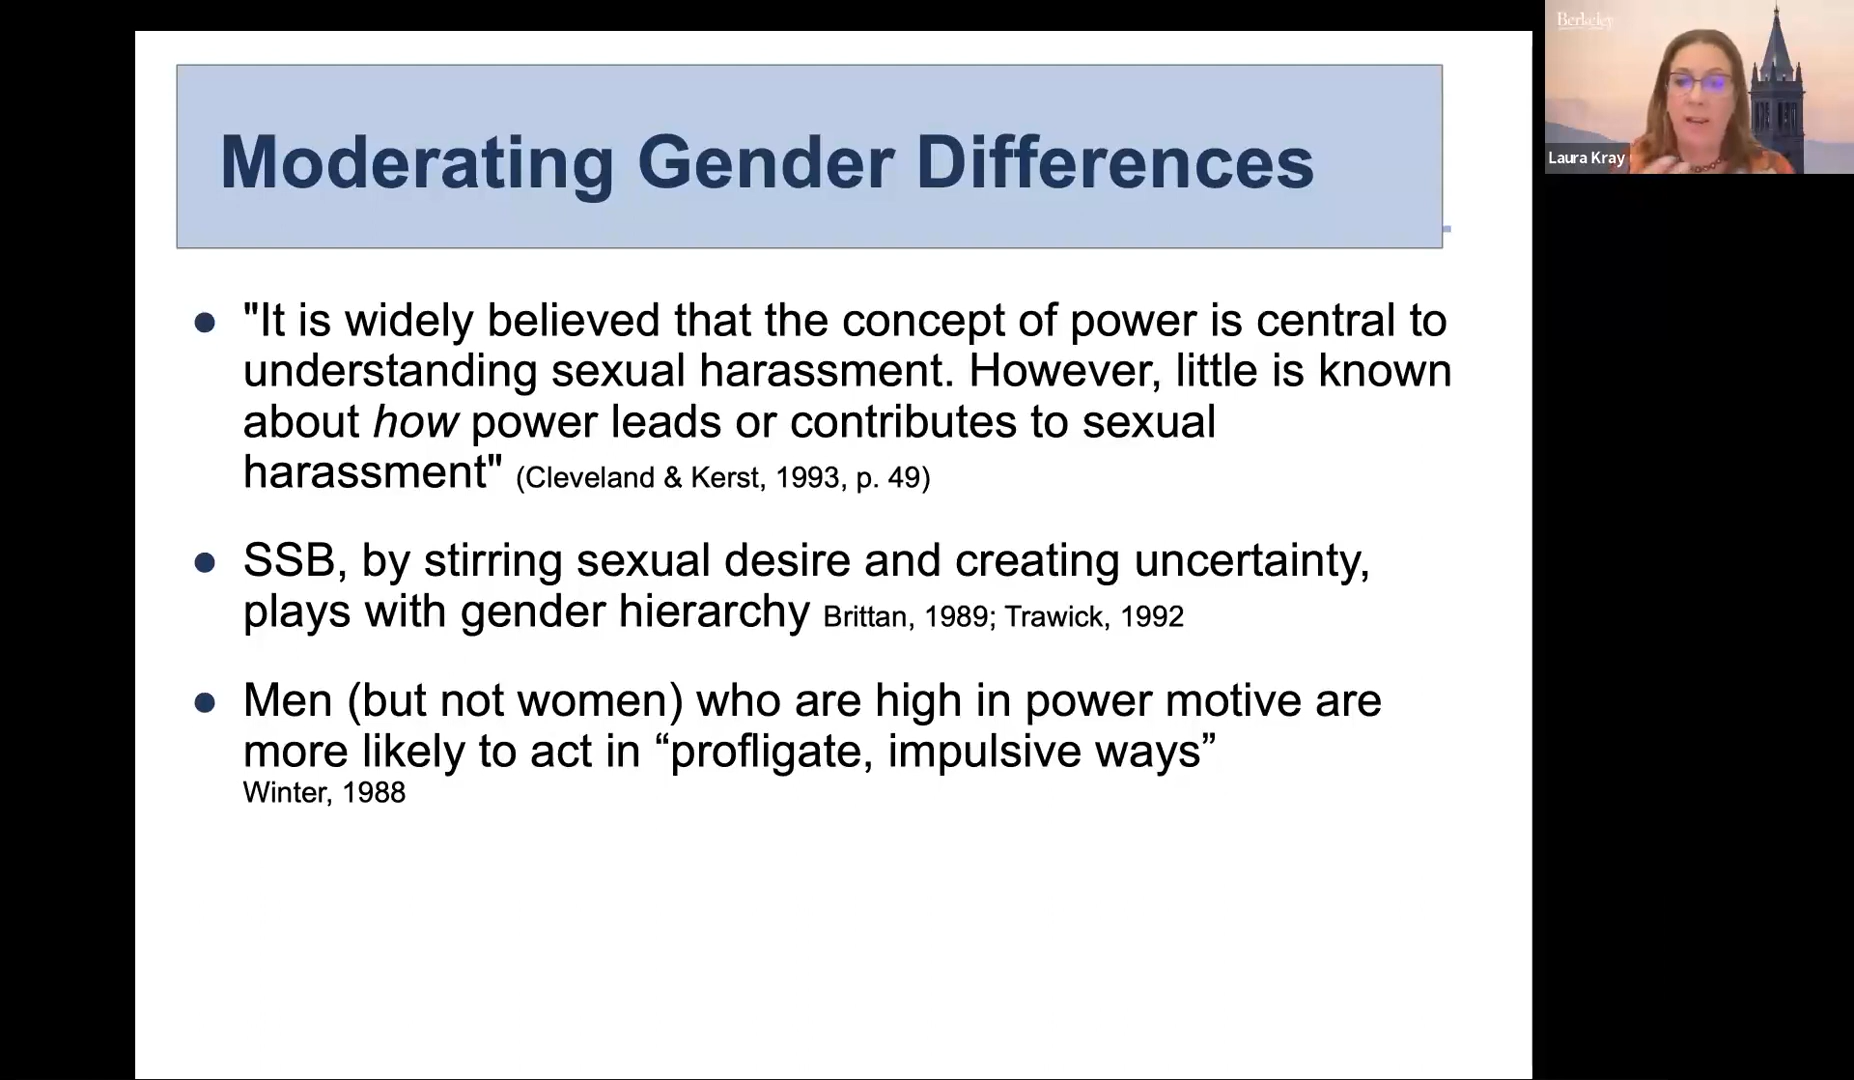 Moderating Gender Differences
● "It is widely believed that the concept of power is central to
understanding sexual harassment. However, little is known
about how power leads or contributes to sexual
harassment" (Cleveland & Kerst, 1993, p. 49)
● SSB, by stirring sexual desire and creating uncertainty,
plays with gender hierarchy Brittan, 1989; Trawick, 1992
● Men (but not women) who are high in power motive are
more likely to act in “profligate, impulsive ways”
Winter, 1988
Berkeley
Laura Kray